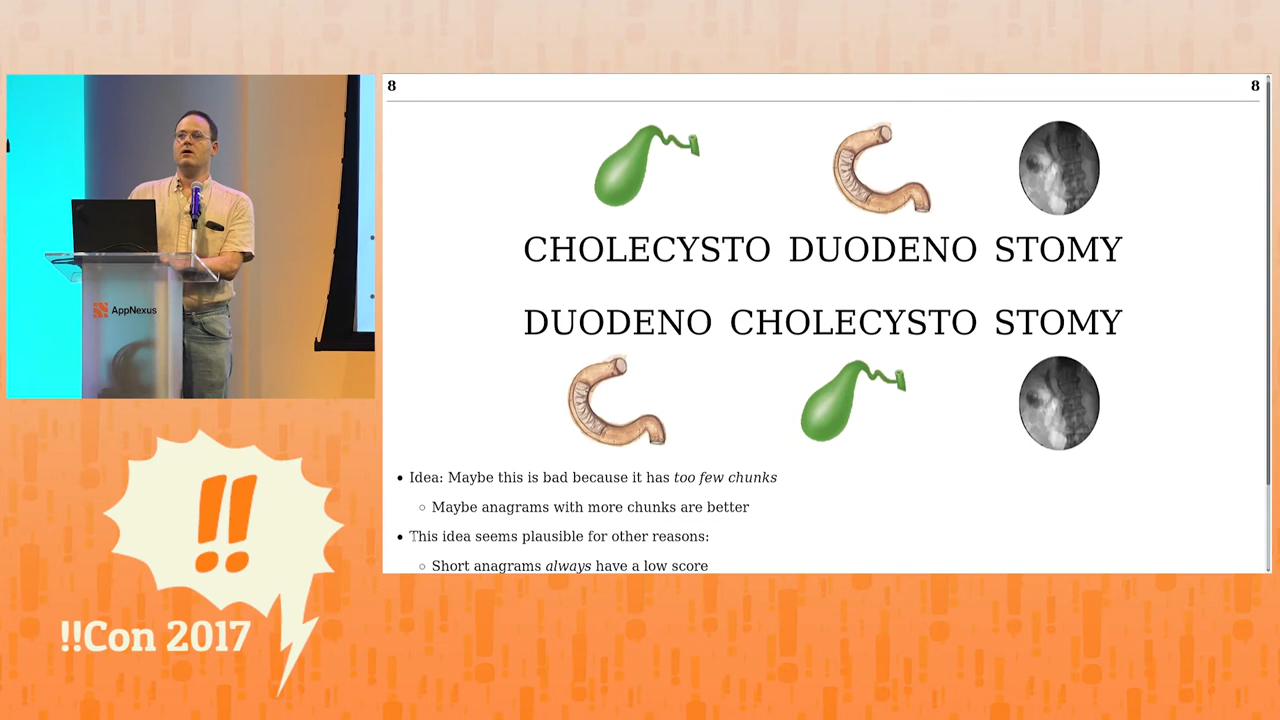 8 8
CHOLECYSTO DUODENO STOMY
DUODENO CHOLECYSTO STOMY
• Idea: Maybe this is bad because it has too few chunks
○ Maybe anagrams with more chunks are better
• This idea seems plausible for other reasons:
○ Short anagrams always have a low score
AppNexus
!!
!!Con 2017